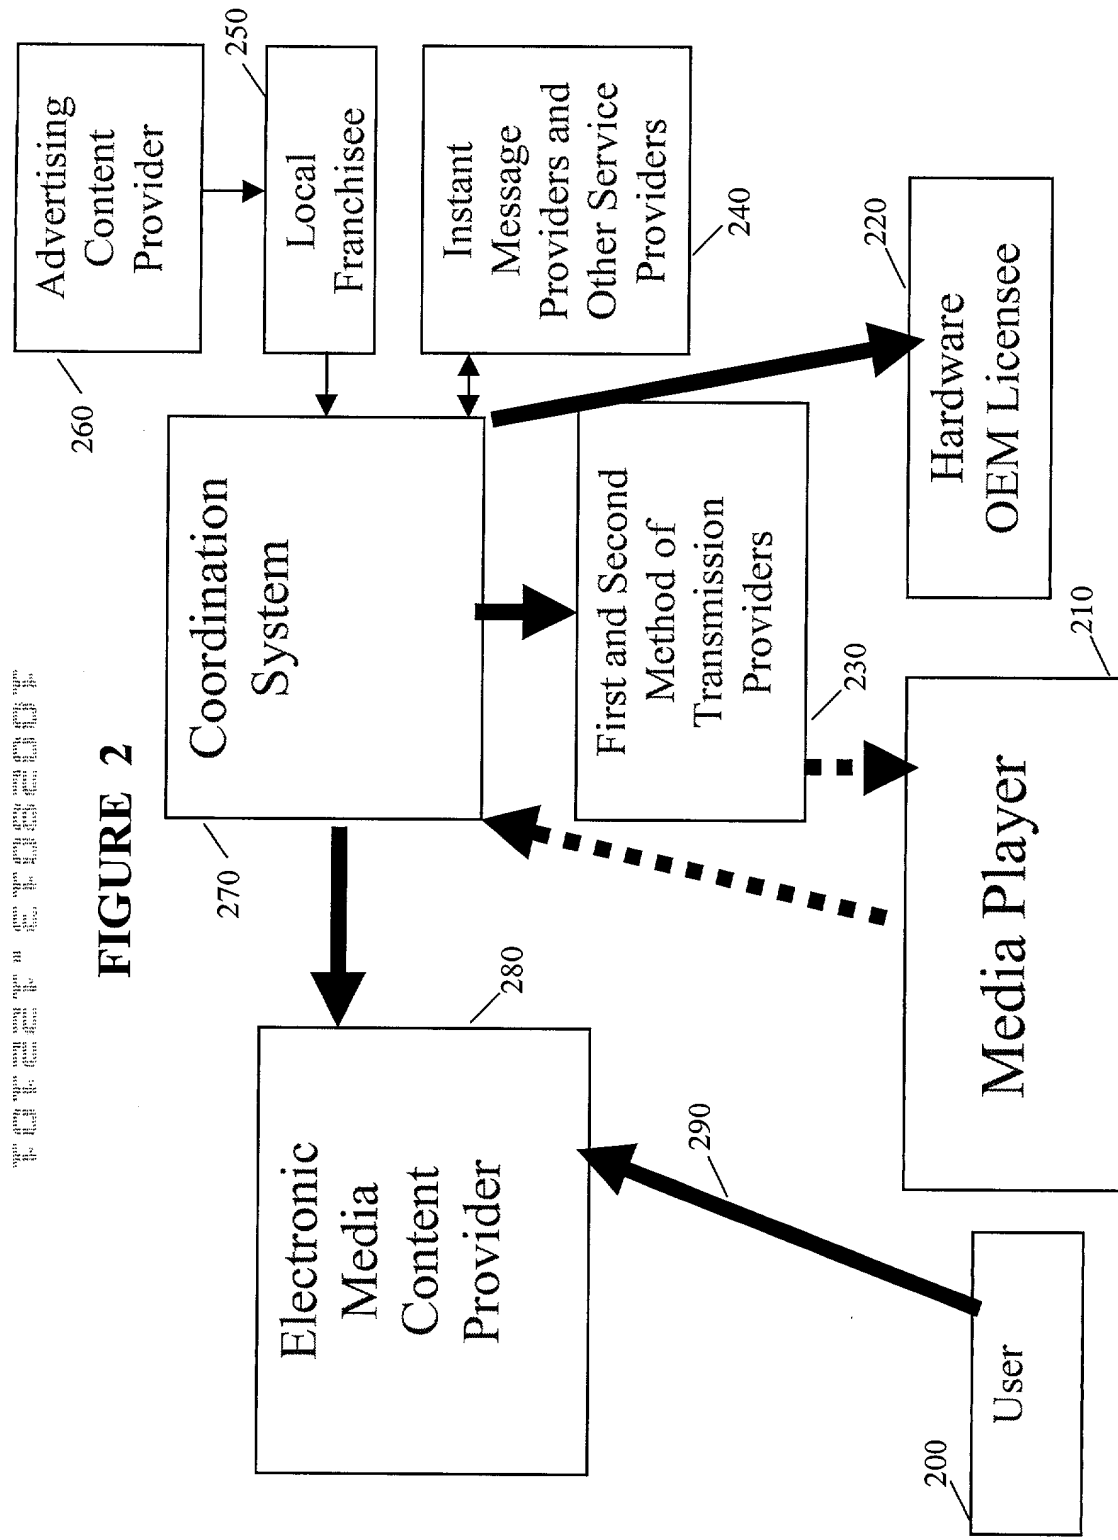 FIGURE 2
Advertising
Content
Provider
260
Coordination
System
270
Local
Franchisee
250
Electronic
Media
Content
Provider
280
Instant
Message
Providers and
Other Service
Providers
240
First and Second
Method of
Transmission
Providers
230
290
Hardware
OEM Licensee
220
User
200
Media Player
210